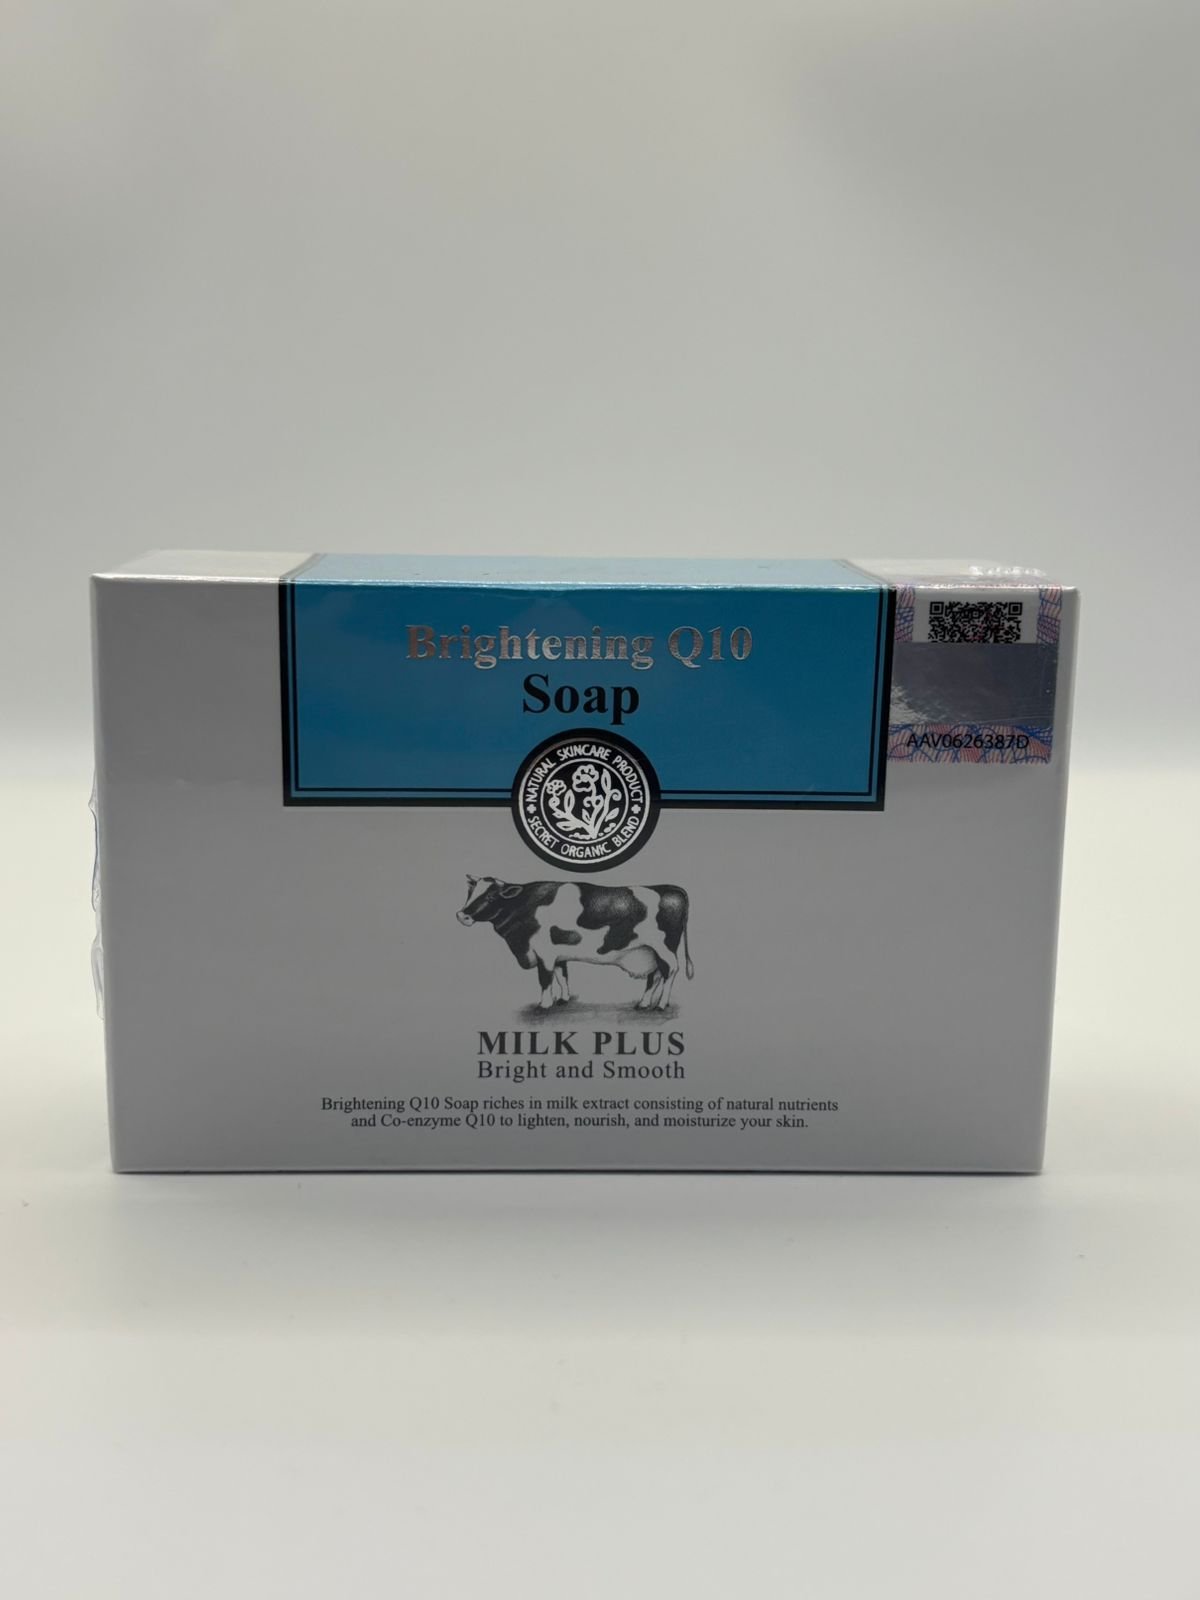 Brightening Q10
Soap
NATURAL SKINCARE PRODUCT
SECRET ORGANIC BLEND
AAV0626387D
MILK PLUS
Bright and Smooth
Brightening Q10 Soap riches in milk extract consisting of natural nutrients
and Co-enzyme Q10 to lighten, nourish, and moisturize your skin.